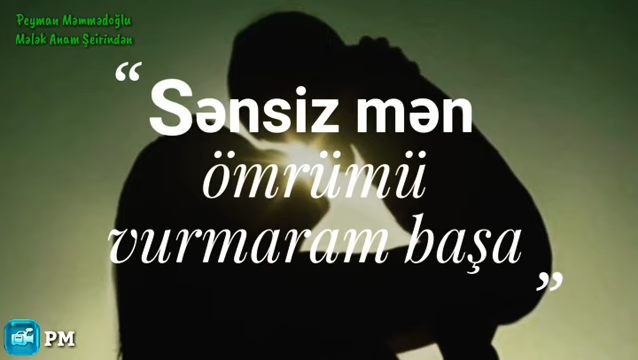 Peyman Məmmədoğlu
Mələk Anam Şeirindən
“
Sənsiz mən
ömrümü
vurmaram başa
”
PM